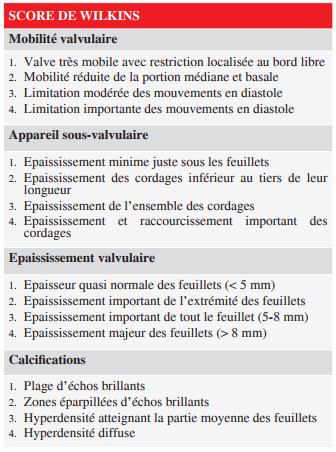 SCORE DE WILKINS
Mobilité valvulaire
1. Valve très mobile avec restriction localisée au bord libre
2. Mobilité réduite de la portion médiane et basale
3. Limitation modérée des mouvements en diastole
4. Limitation importante des mouvements en diastole
Appareil sous-valvulaire
1. Epaississement minime juste sous les feuillets
2. Epaississement des cordages inférieur au tiers de leur
longueur
3. Epaississement de l'ensemble des cordages
4. Epaississement et raccourcissement important des
cordages
Epaississement valvulaire
1. Epaisseur quasi normale des feuillets (< 5 mm)
2. Epaississement important de l'extrémité des feuillets
3. Epaississement important de tout le feuillet (5-8 mm)
4. Epaississement majeur des feuillets (> 8 mm)
Calcifications
1. Plage d'échos brillants
2. Zones éparpillées d'échos brillants
3. Hyperdensité atteignant la partie moyenne des feuillets
4. Hyperdensité diffuse